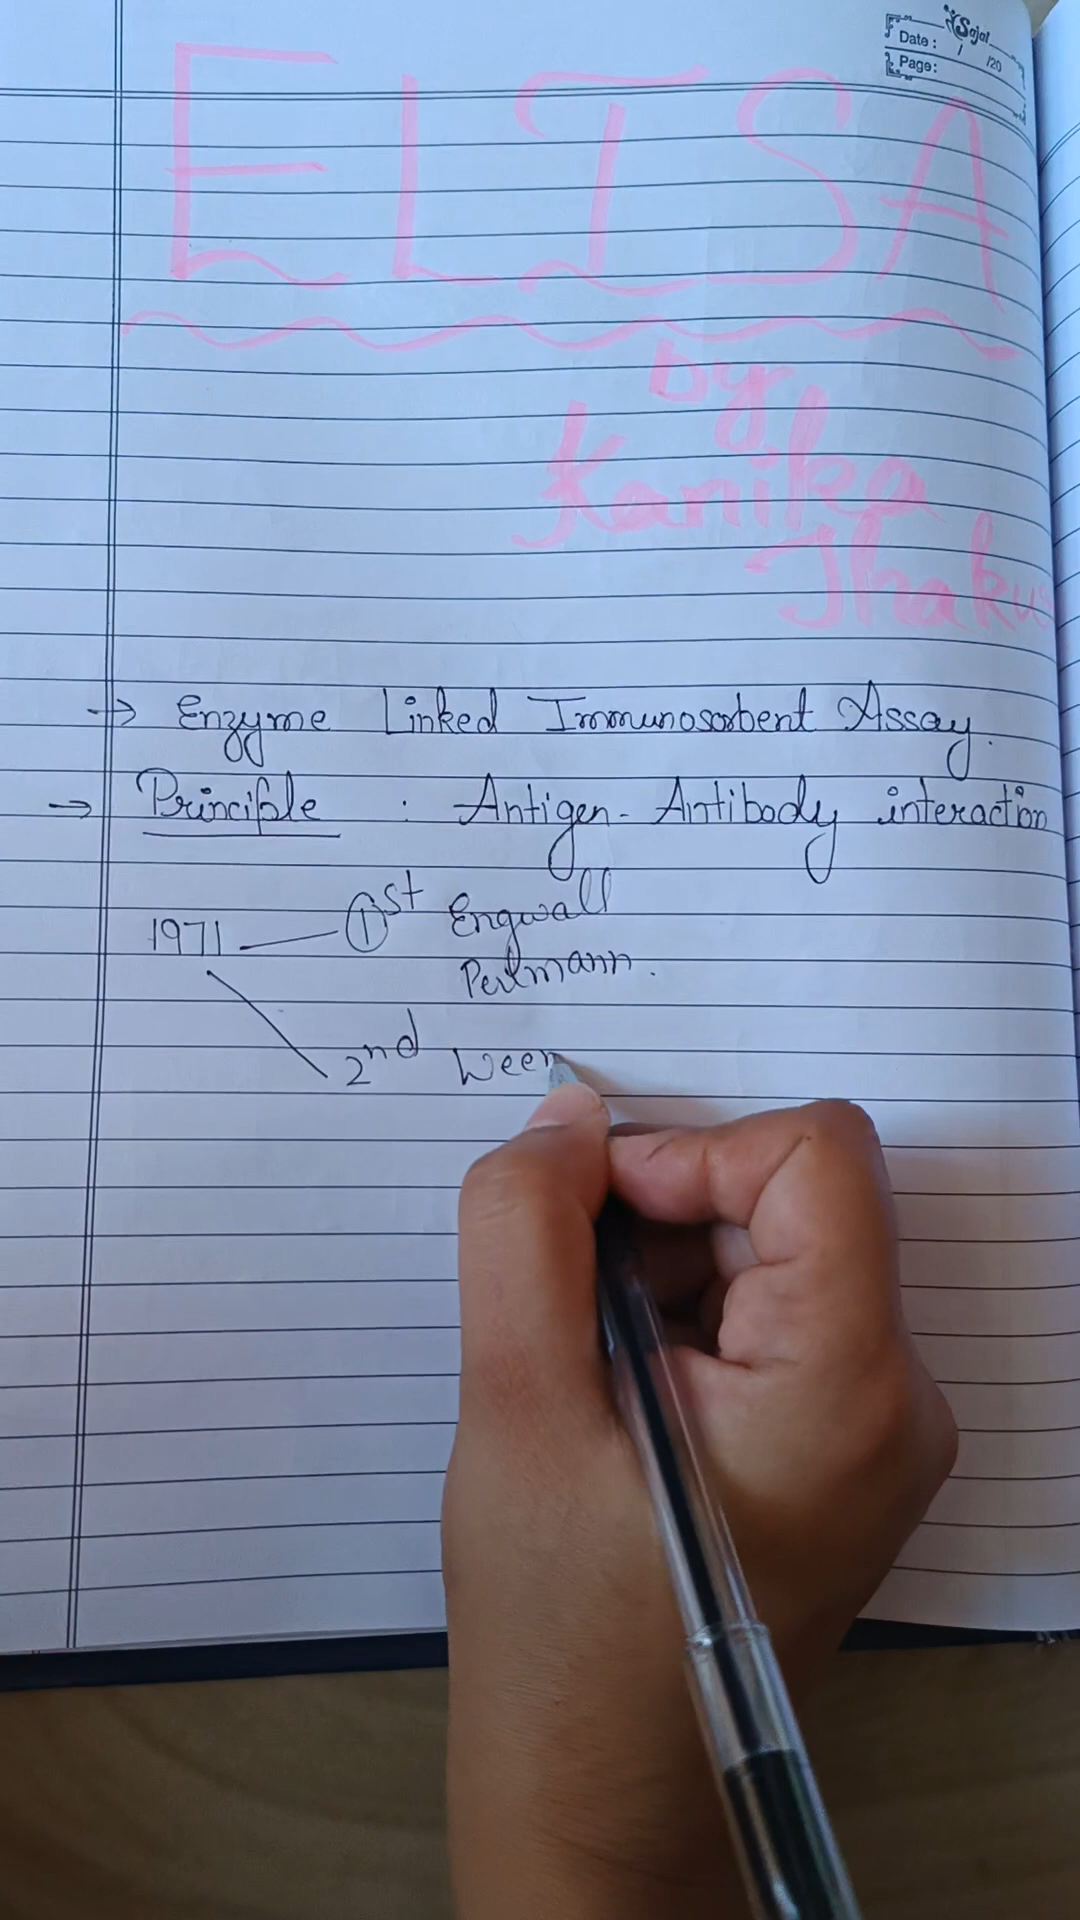 Sajal
Date: / /20
Page:
ELISA
by
Kanika
Thakur
→ Enzyme Linked Immunosorbent Assay.
→ Principle : Antigen-Antibody interaction
1971 1st Engwall
Perlmann.
2nd Ween